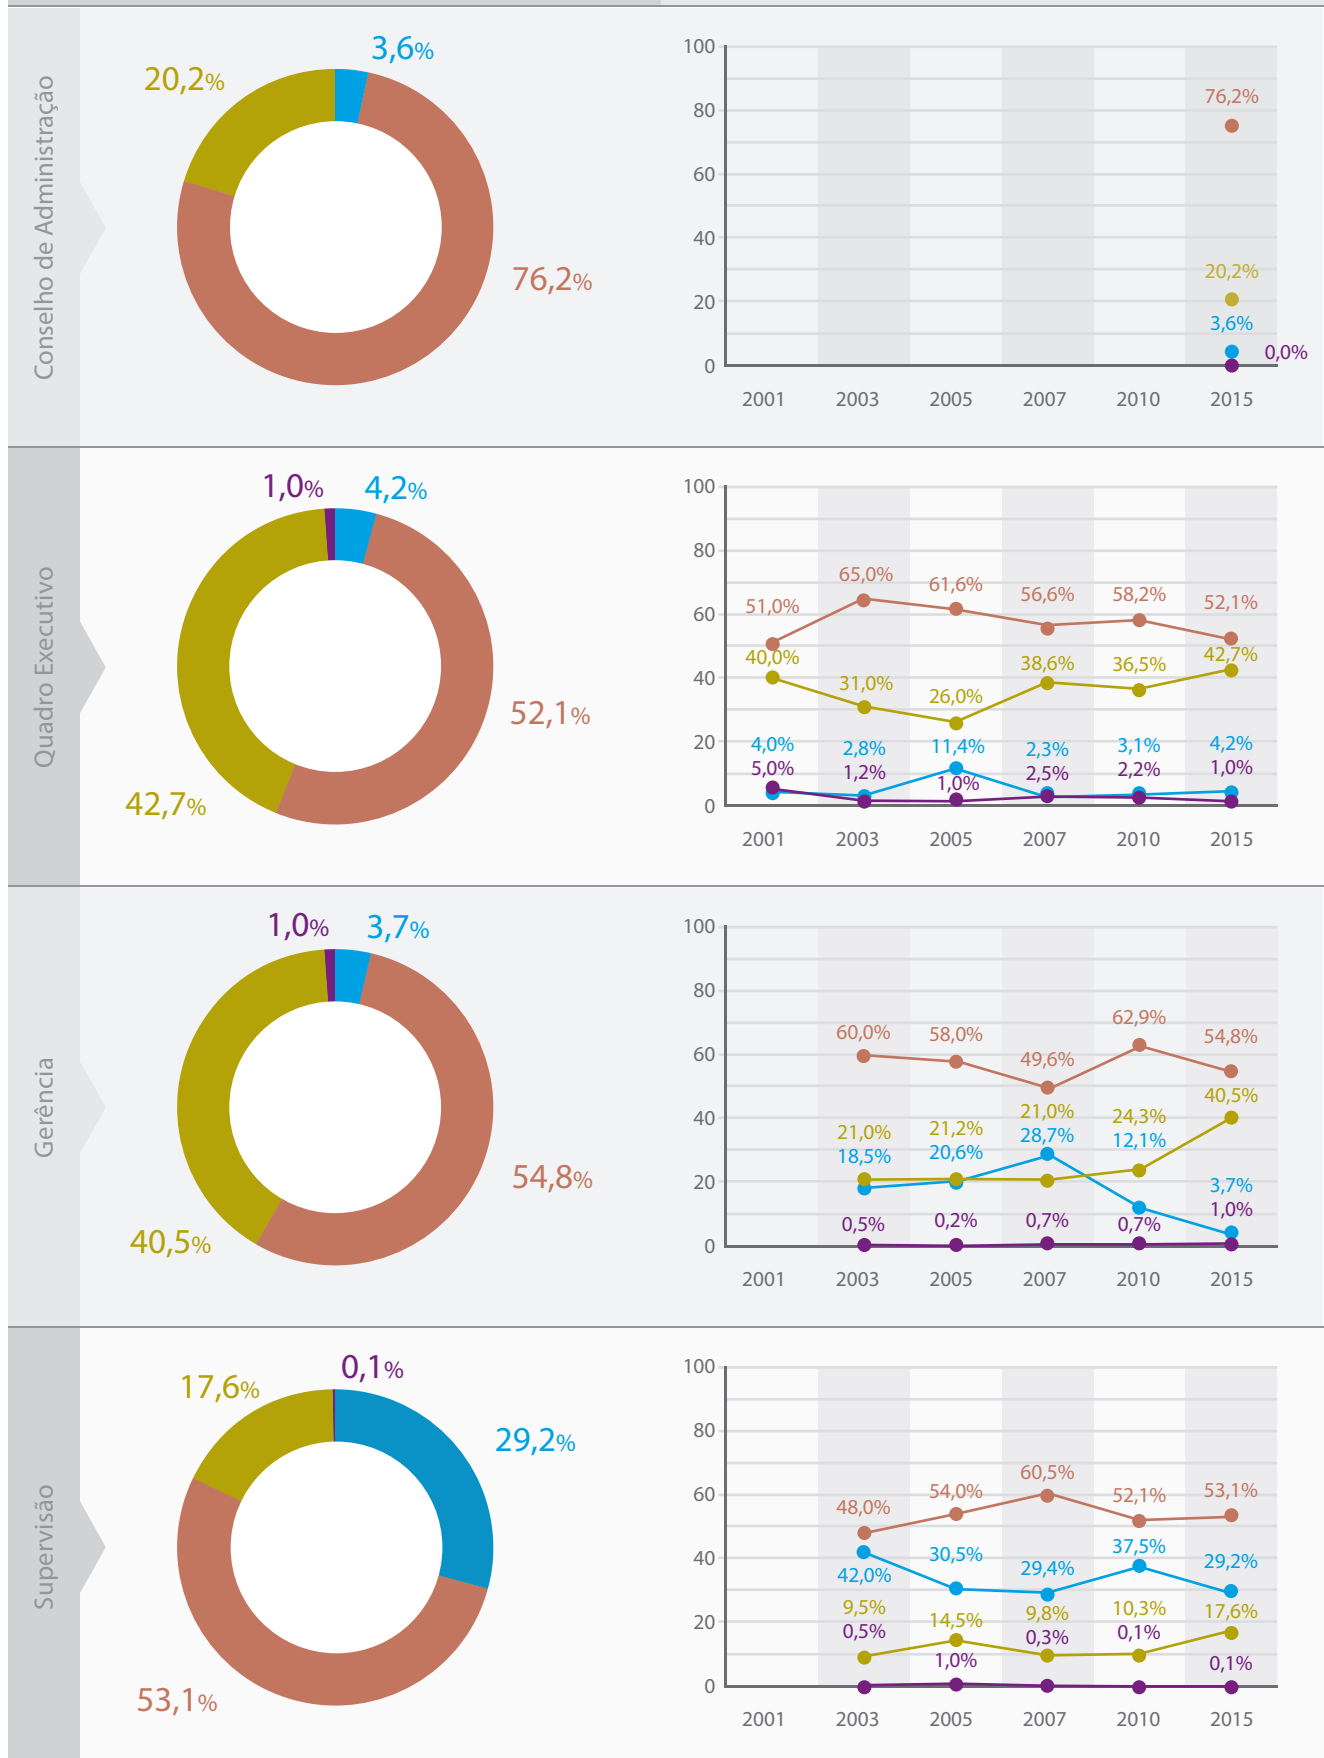 Conselho de Administração
3,6%
20,2%
76,2%
100
80
60
40
20
0
76,2%
20,2%
3,6%
0,0%
2001 2003 2005 2007 2010 2015
Quadro Executivo
1,0% 4,2%
52,1%
42,7%
100
80
60
40
20
0
51,0% 65,0% 61,6% 56,6% 58,2% 52,1%
40,0% 31,0% 26,0% 38,6% 36,5% 42,7%
4,0% 2,8% 11,4% 2,3% 3,1% 4,2%
5,0% 1,2% 1,0% 2,5% 2,2% 1,0%
2001 2003 2005 2007 2010 2015
Gerência
1,0% 3,7%
54,8%
40,5%
100
80
60
40
20
0
60,0% 58,0% 49,6% 62,9% 54,8%
21,0% 21,2% 21,0% 24,3% 40,5%
18,5% 20,6% 28,7% 12,1% 3,7%
0,5% 0,2% 0,7% 0,7% 1,0%
2001 2003 2005 2007 2010 2015
Supervisão
0,1%
17,6%
29,2%
53,1%
100
80
60
40
20
0
48,0% 54,0% 60,5% 52,1% 53,1%
42,0% 30,5% 29,4% 37,5% 29,2%
9,5% 14,5% 9,8% 10,3% 17,6%
0,5% 1,0% 0,3% 0,1% 0,1%
2001 2003 2005 2007 2010 2015